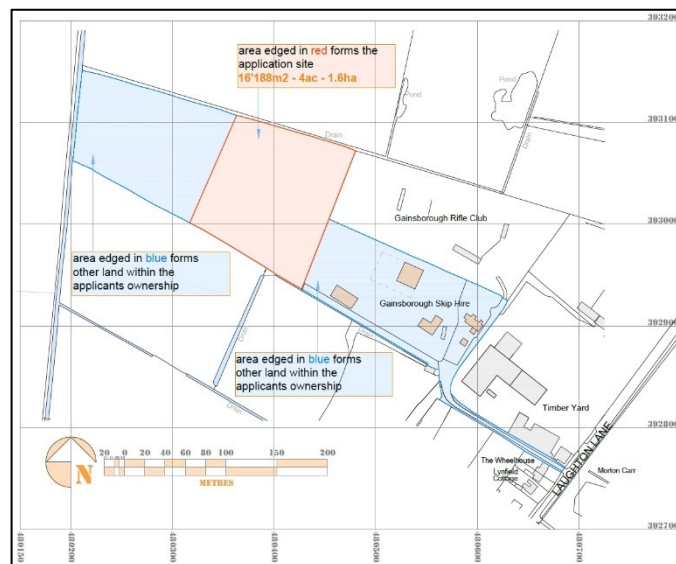 393200
area edged in red forms the
application site
16'188m2 - 4ac - 1.6ha
Pond
Pond
393100
Drain
Drain
Gainsborough Rifle Club
393000
area edged in blue forms
other land within the
applicants ownership
Gainsborough Skip Hire
392900
Drain
area edged in blue forms
other land within the
applicants ownership
Drain
Timber Yard
392800
20 0 20 40 60 80 100 150 200
METRES
N
The Wheelhouse
Lynfield
Cottage
LAUGHTON LANE
Morton Carr
392700
480150
480200
480300
480400
480500
480600
480700